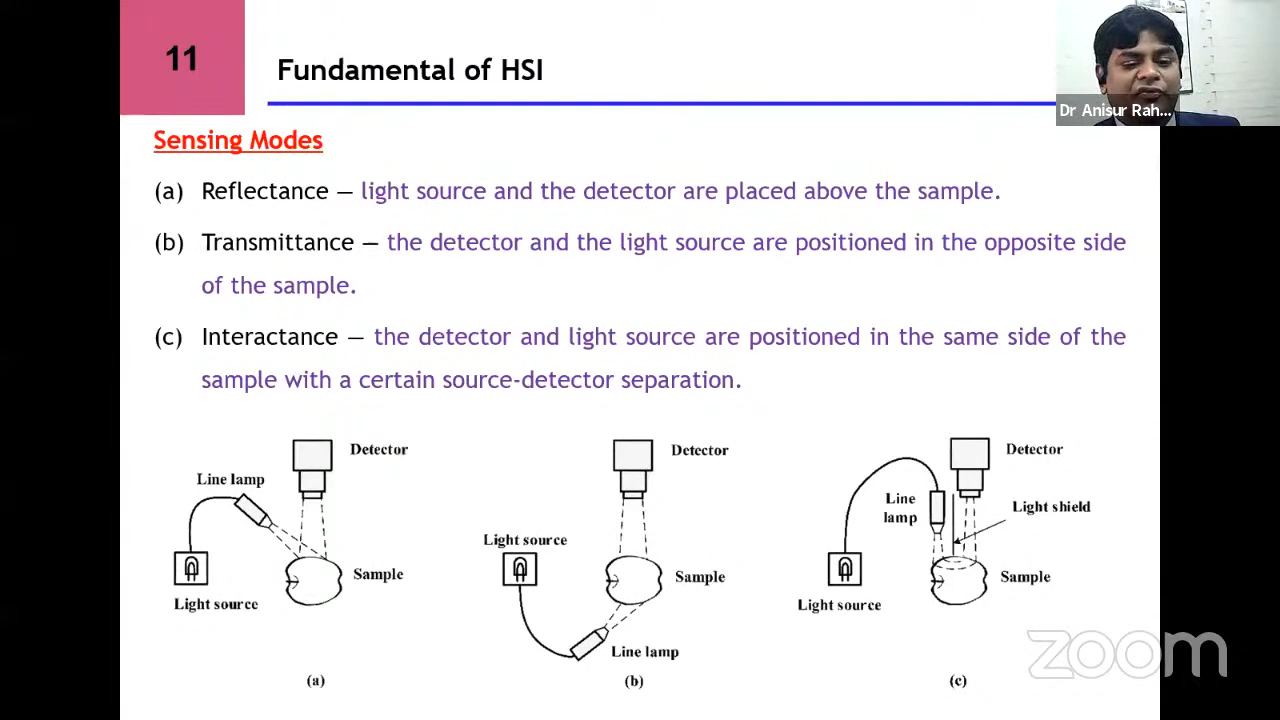 11
Fundamental of HSI
Dr Anisur Rah...
Sensing Modes
(a) Reflectance — light source and the detector are placed above the sample.
(b) Transmittance — the detector and the light source are positioned in the opposite side
of the sample.
(c) Interactance — the detector and light source are positioned in the same side of the
sample with a certain source-detector separation.
Detector
Line lamp
Sample
Light source
(a)
Detector
Light source
Sample
Line lamp
(b)
Detector
Line
lamp
Light shield
Sample
Light source
(c)
zoom